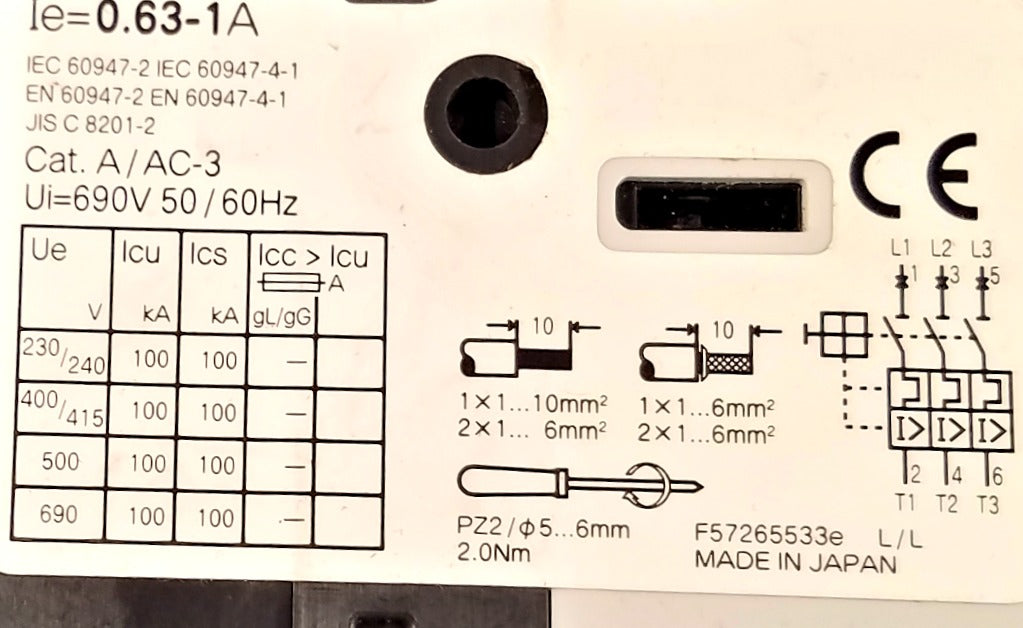 Ie=0.63-1A
IEC 60947-2 IEC 60947-4-1
EN 60947-2 EN 60947-4-1
JIS C 8201-2
Cat. A / AC-3
Ui=690V 50 / 60Hz
Ue Icu Ics Icc > Icu
A
V kA kA gL/gG
230/240 100 100 —
400/415 100 100 —
500 100 100 —
690 100 100 —
10
1×1...10mm²
2×1... 6mm²
10
1×1...6mm²
2×1...6mm²
PZ2/ϕ5...6mm
2.0Nm
CE
L1 L2 L3
1 3 5
I> I> I>
2 4 6
T1 T2 T3
F57265533e L/L
MADE IN JAPAN